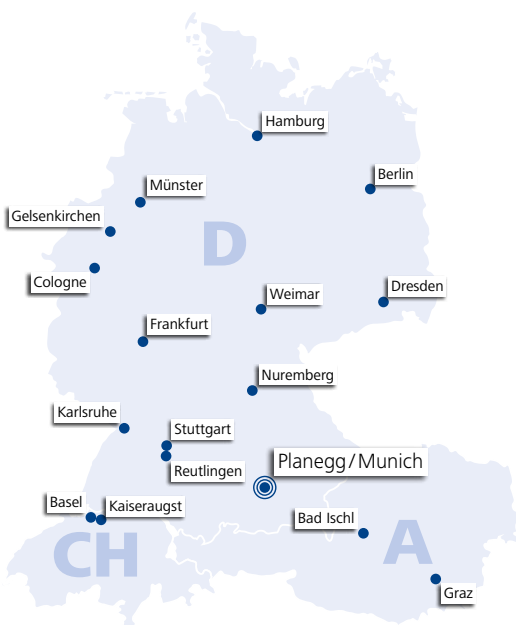 Hamburg
Berlin
Münster
Gelsenkirchen
D
Cologne
Weimar
Dresden
Frankfurt
Nuremberg
Karlsruhe
Stuttgart
Planegg/Munich
Reutlingen
Basel
Kaiseraugst
Bad Ischl
CH
A
Graz